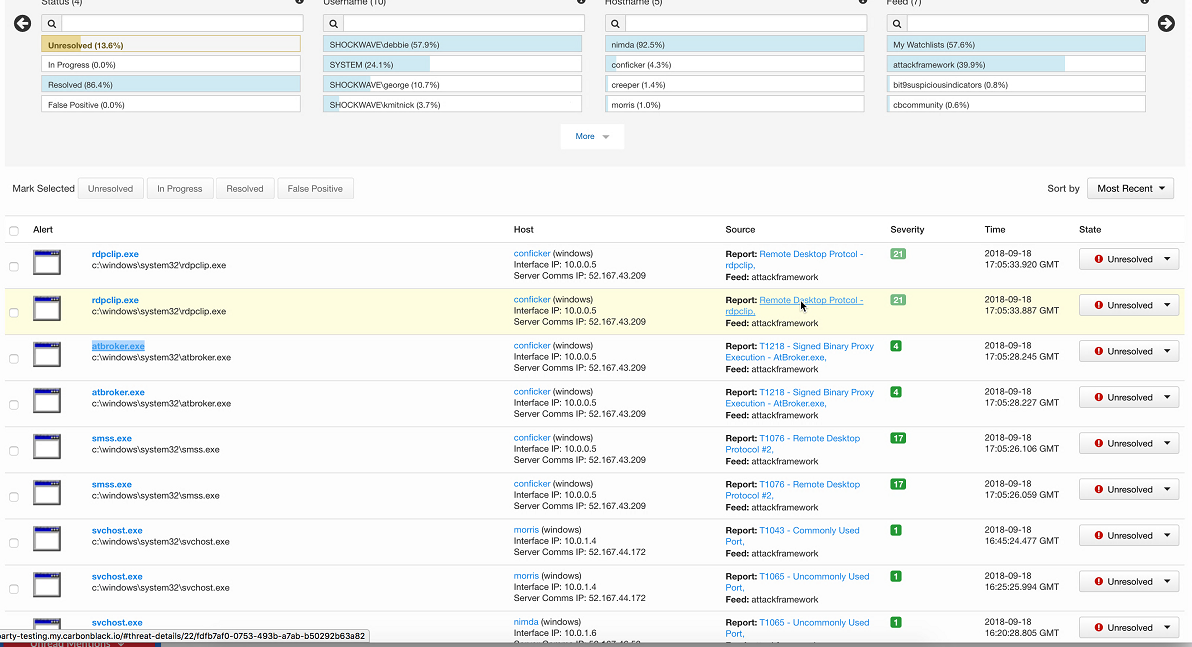 Status (4) Username (10) Hostname (5) Feed (7)
Unresolved (13.6%) SHOCKWAVE\debbie (57.9%) nimda (92.5%) My Watchlists (57.6%)
In Progress (0.0%) SYSTEM (24.1%) conficker (4.3%) attackframework (39.9%)
Resolved (86.4%) SHOCKWAVE\george (10.7%) creeper (1.4%) bit9suspiciousindicators (0.8%)
False Positive (0.0%) SHOCKWAVE\kmitnick (3.7%) morris (1.0%) cbcommunity (0.6%)
More
Mark Selected Unresolved In Progress Resolved False Positive Sort by Most Recent
Alert Host Source Severity Time State
rdpclip.exe conficker (windows) Report: Remote Desktop Protcol - 21 2018-09-18 Unresolved
c:\windows\system32\rdpclip.exe Interface IP: 10.0.0.5 rdpclip, 17:05:33.920 GMT
Server Comms IP: 52.167.43.209 Feed: attackframework
rdpclip.exe conficker (windows) Report: Remote Desktop Protcol - 21 2018-09-18 Unresolved
c:\windows\system32\rdpclip.exe Interface IP: 10.0.0.5 rdpclip, 17:05:33.887 GMT
Server Comms IP: 52.167.43.209 Feed: attackframework
atbroker.exe conficker (windows) Report: T1218 - Signed Binary Proxy 4 2018-09-18 Unresolved
c:\windows\system32\atbroker.exe Interface IP: 10.0.0.5 Execution - AtBroker.exe, 17:05:28.245 GMT
Server Comms IP: 52.167.43.209 Feed: attackframework
atbroker.exe conficker (windows) Report: T1218 - Signed Binary Proxy 4 2018-09-18 Unresolved
c:\windows\system32\atbroker.exe Interface IP: 10.0.0.5 Execution - AtBroker.exe, 17:05:28.227 GMT
Server Comms IP: 52.167.43.209 Feed: attackframework
smss.exe conficker (windows) Report: T1076 - Remote Desktop 17 2018-09-18 Unresolved
c:\windows\system32\smss.exe Interface IP: 10.0.0.5 Protocol #2, 17:05:26.106 GMT
Server Comms IP: 52.167.43.209 Feed: attackframework
smss.exe conficker (windows) Report: T1076 - Remote Desktop 17 2018-09-18 Unresolved
c:\windows\system32\smss.exe Interface IP: 10.0.0.5 Protocol #2, 17:05:26.059 GMT
Server Comms IP: 52.167.43.209 Feed: attackframework
svchost.exe morris (windows) Report: T1043 - Commonly Used 1 2018-09-18 Unresolved
c:\windows\system32\svchost.exe Interface IP: 10.0.1.4 Port, 16:45:24.477 GMT
Server Comms IP: 52.167.44.172 Feed: attackframework
svchost.exe morris (windows) Report: T1065 - Uncommonly Used 1 2018-09-18 Unresolved
c:\windows\system32\svchost.exe Interface IP: 10.0.1.4 Port, 16:25:25.994 GMT
Server Comms IP: 52.167.44.172 Feed: attackframework
svchost.exe nimda (windows) Report: T1065 - Uncommonly Used 1 2018-09-18 Unresolved
Interface IP: 10.0.1.6 Port, 16:20:28.805 GMT
arty-testing.my.carbonblack.io/#threat-details/22/fdfb7af0-0753-493b-a7ab-b50292b63a82
Unread Mentions